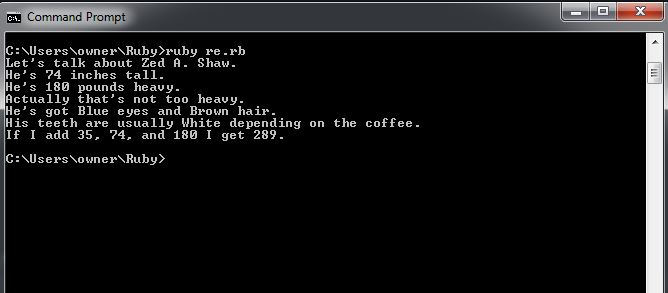 Command Prompt
C:\Users\owner\Ruby>ruby re.rb
Let's talk about Zed A. Shaw.
He's 74 inches tall.
He's 180 pounds heavy.
Actually that's not too heavy.
He's got Blue eyes and Brown hair.
His teeth are usually White depending on the coffee.
If I add 35, 74, and 180 I get 289.
C:\Users\owner\Ruby>